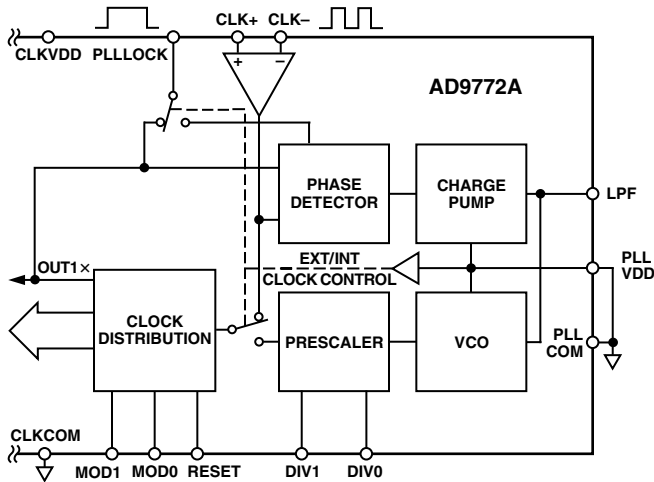 CLK+ CLK–
CLKVDD PLLLOCK
+ –
AD9772A
PHASE
DETECTOR
CHARGE
PUMP
LPF
OUT1×
EXT/INT
CLOCK CONTROL
PLL
VDD
CLOCK
DISTRIBUTION
PRESCALER
VCO
PLL
COM
CLKCOM
MOD1 MOD0 RESET DIV1 DIV0